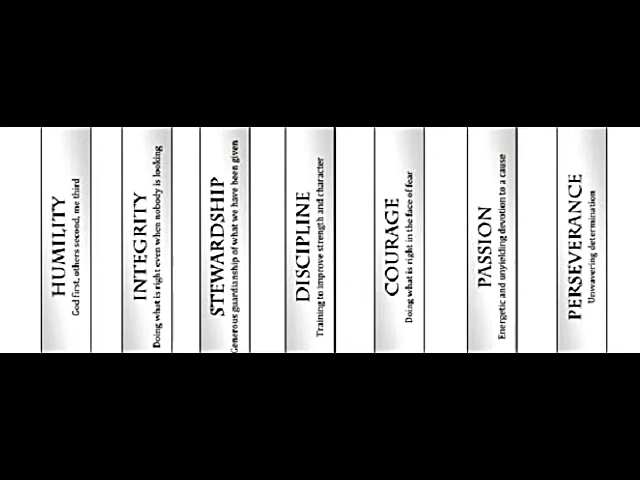 HUMILITY
God first, others second, me third
INTEGRITY
Doing what is right even when nobody is looking
STEWARDSHIP
Generous guardianship of what we have been given
DISCIPLINE
Training to improve strength and character
COURAGE
Doing what is right in the face of fear
PASSION
Energetic and unyielding devotion to a cause
PERSEVERANCE
Unwavering determination